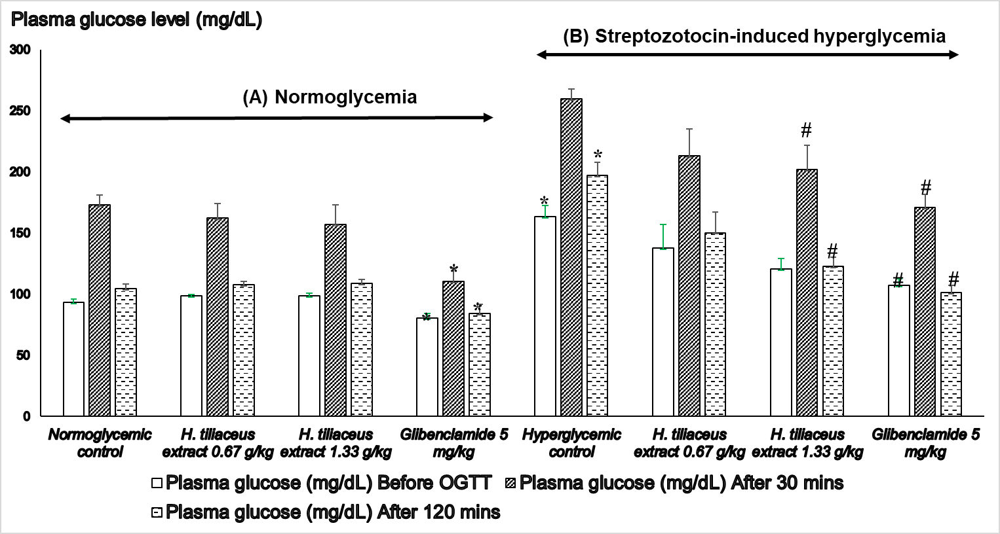 Plasma glucose level (mg/dL)
(B) Streptozotocin-induced hyperglycemia
(A) Normoglycemia
300
250
200
150
100
50
0
*
*
*
*
*
#
#
#
#
#
Normoglycemic
control
H. tiliaceus
extract 0.67 g/kg
H. tiliaceus
extract 1.33 g/kg
Glibenclamide 5
mg/kg
Hyperglycemic
control
H. tiliaceus
extract 0.67 g/kg
H. tiliaceus
extract 1.33 g/kg
Glibenclamide 5
mg/kg
Plasma glucose (mg/dL) Before OGTT
Plasma glucose (mg/dL) After 30 mins
Plasma glucose (mg/dL) After 120 mins